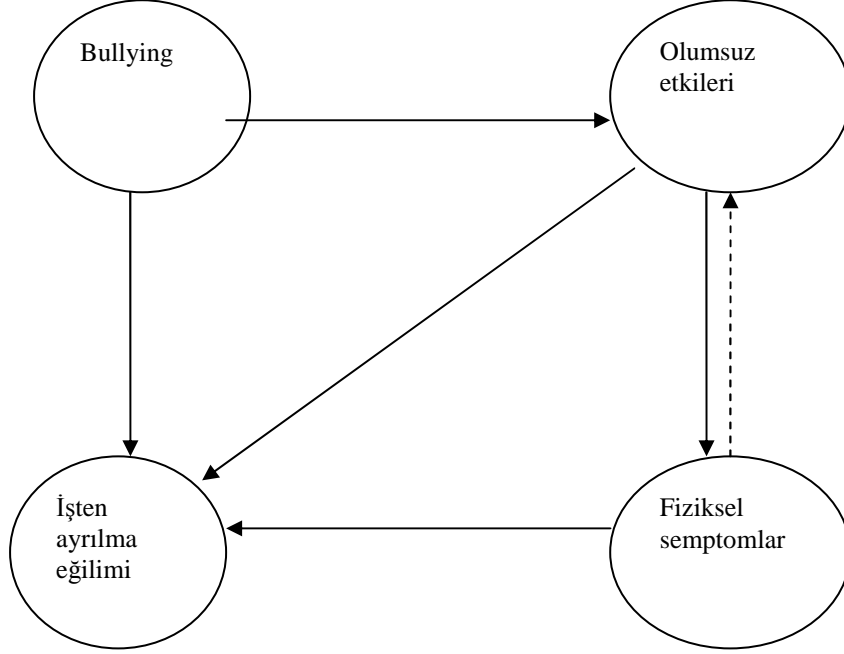 Bullying
Olumsuz
etkileri
İşten
ayrılma
eğilimi
Fiziksel
semptomlar